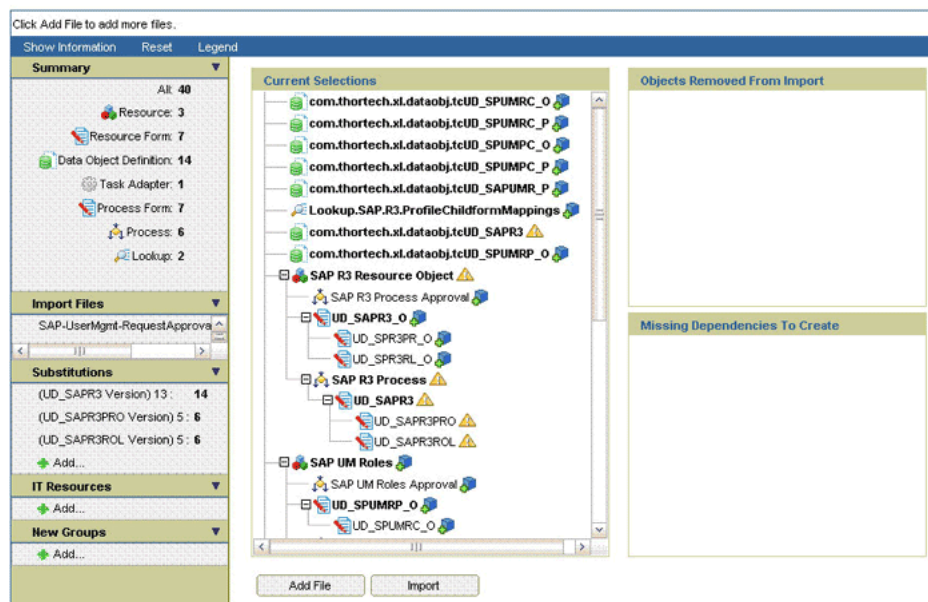 Click Add File to add more files.
Show Information Reset Legend
Summary
All: 40
Resource: 3
Resource Form: 7
Data Object Definition: 14
Task Adapter: 1
Process Form: 7
Process: 6
Lookup: 2
Import Files
SAP-UserMgmt-RequestApprova
Substitutions
(UD_SAPR3 Version) 13 : 14
(UD_SAPR3PRO Version) 5 : 6
(UD_SAPR3ROL Version) 5 : 6
Add...
IT Resources
Add...
New Groups
Add...
Current Selections
com.thortech.xl.dataobj.tcUD_SPUMRC_O
com.thortech.xl.dataobj.tcUD_SPUMRC_P
com.thortech.xl.dataobj.tcUD_SPUMPC_O
com.thortech.xl.dataobj.tcUD_SPUMPC_P
com.thortech.xl.dataobj.tcUD_SAPUMR_P
Lookup.SAP.R3.ProfileChildformMappings
com.thortech.xl.dataobj.tcUD_SAPR3
com.thortech.xl.dataobj.tcUD_SPUMRP_O
SAP R3 Resource Object
SAP R3 Process Approval
UD_SAPR3_O
UD_SPR3PR_O
UD_SPR3RL_O
SAP R3 Process
UD_SAPR3
UD_SAPR3PRO
UD_SAPR3ROL
SAP UM Roles
SAP UM Roles Approval
UD_SPUMRP_O
UD_SPUMRC_O
Add File Import
Objects Removed From Import
Missing Dependencies To Create